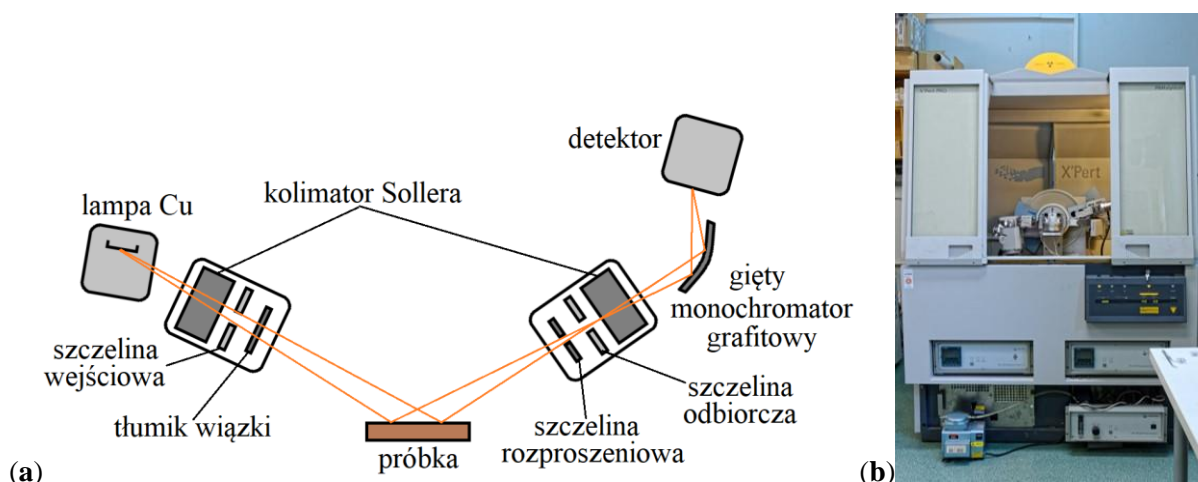 detektor
kolimator Sollera
lampa Cu
gięty
monochromator
grafitowy
szczelina
wejściowa
szczelina
odbiorcza
tłumik wiązki
szczelina
rozproszeniowa
próbka
(a)
(b)
X'Pert